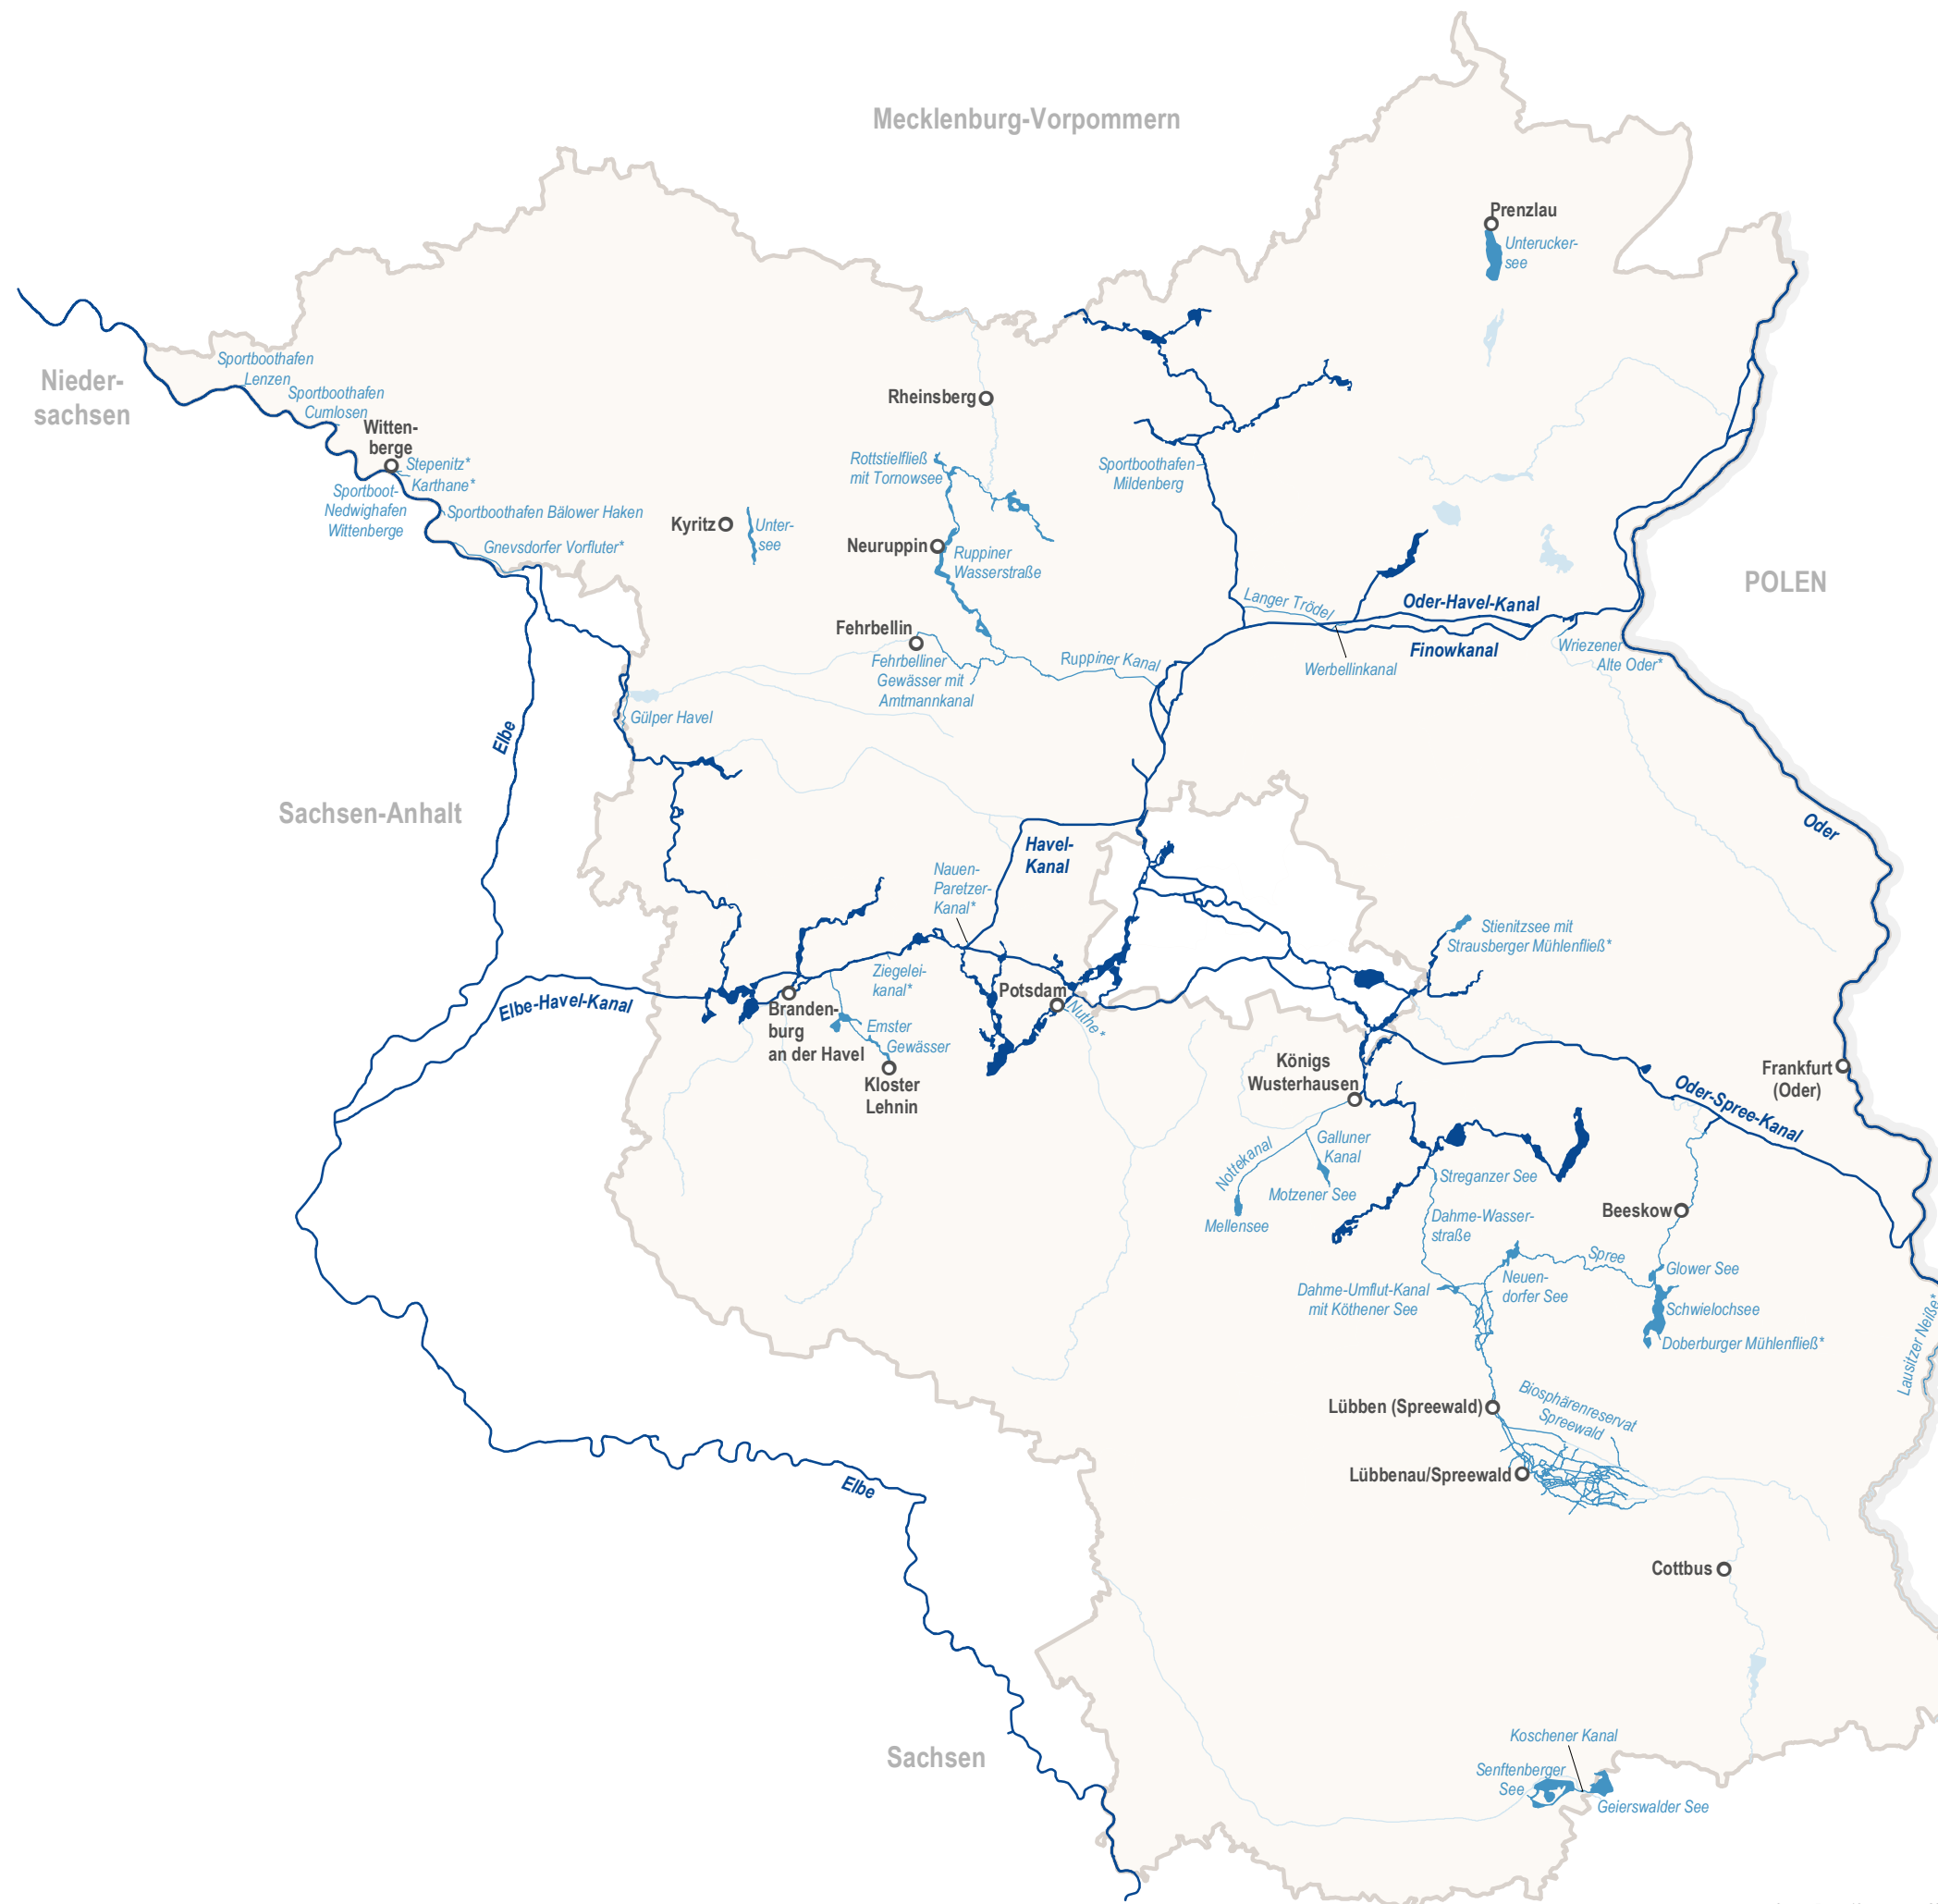 Mecklenburg-Vorpommern
Prenzlau
Unterucker-
see
Nieder-
sachsen
Sportboothafen
Lenzen
Sportboothafen
Cumlosen
Witten-
berge
Stepenitz*
Karthane*
Sportboot-
Nedwighafen
Wittenberge
Sportboothafen Bälower Haken
Gnevsdorfer Vorfluter*
Rheinsberg
Rottstielfließ
mit Tornowsee
Sportboothafen
Mildenberg
Kyritz
Unter-
see
Neuruppin
Ruppiner
Wasserstraße
POLEN
Langer Trödel
Oder-Havel-Kanal
Finowkanal
Werbellinkanal
Wriezener
Alte Oder*
Fehrbellin
Fehrbelliner
Gewässer mit
Amtmannkanal
Ruppiner Kanal
Gülper Havel
Elbe
Sachsen-Anhalt
Oder
Havel-
Kanal
Nauen-
Paretzer-
Kanal*
Stienitzsee mit
Strausberger Mühlenfließ*
Ziegelei-
kanal*
Elbe-Havel-Kanal
Branden-
burg
an der Havel
Potsdam
Nuthe*
Emster
Gewässer
Kloster
Lehnin
Königs
Wusterhausen
Frankfurt
(Oder)
Oder-Spree-Kanal
Nottekanal
Galluner
Kanal
Motzener See
Mellensee
Streganzer See
Dahme-Wasser-
straße
Beeskow
Spree
Glower See
Neuen-
dorfer See
Dahme-Umflut-Kanal
mit Köthener See
Schwielochsee
Doberburger Mühlenfließ*
Lausitzer Neiße*
Lübben (Spreewald)
Biosphärenreservat
Spreewald
Lübbenau/Spreewald
Elbe
Cottbus
Sachsen
Koschener Kanal
Senftenberger
See
Geierswalder See